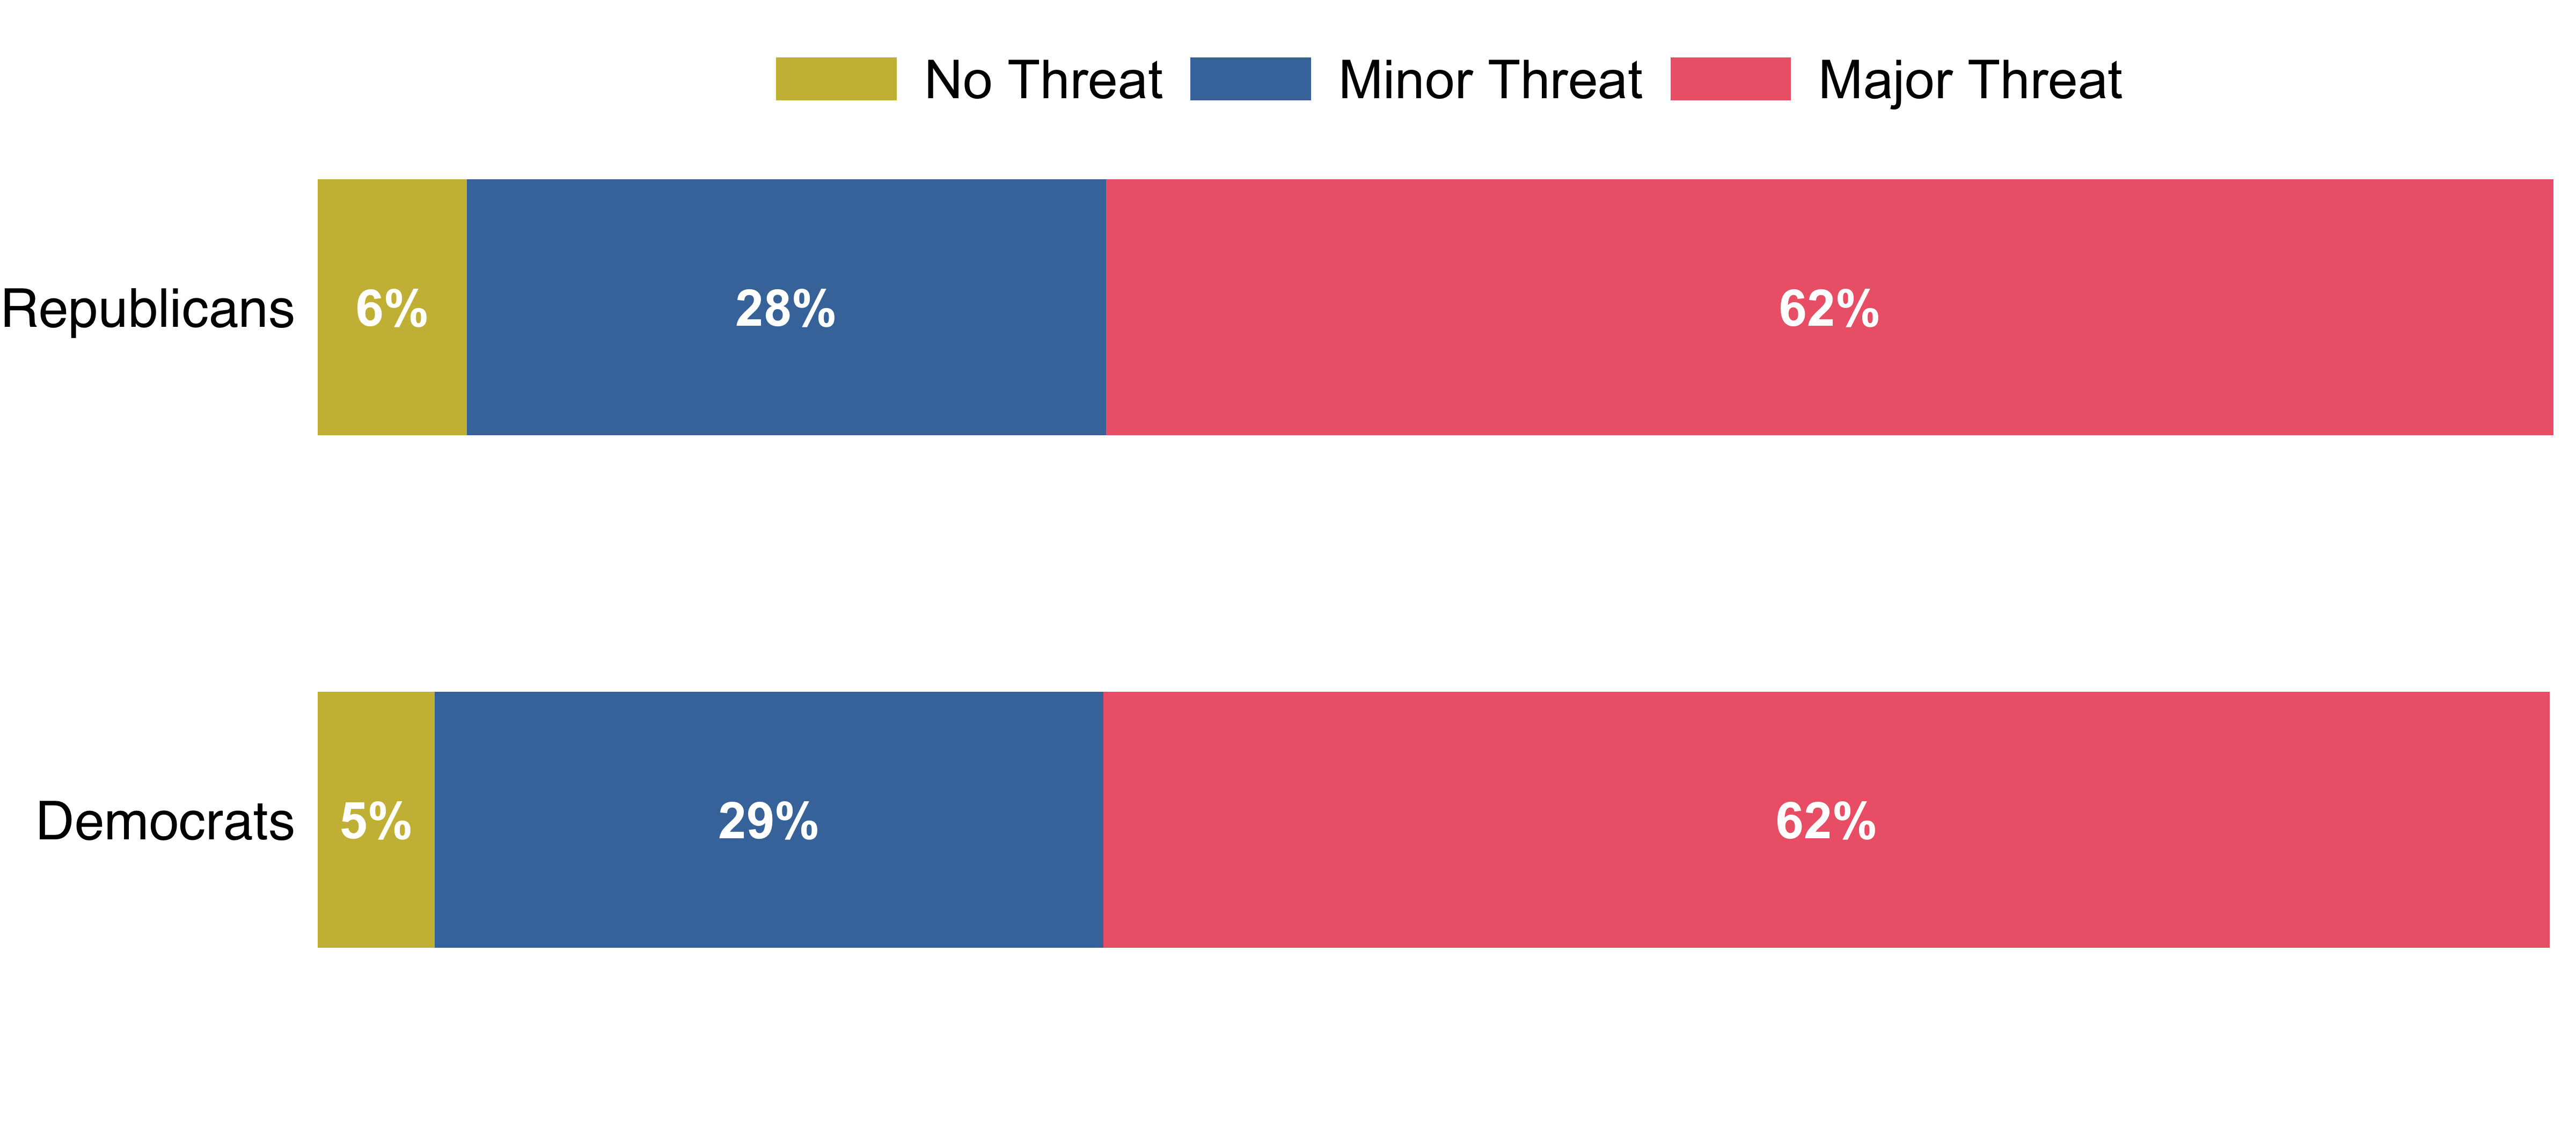 No Threat Minor Threat Major Threat
Republicans 6% 28% 62%
Democrats 5% 29% 62%